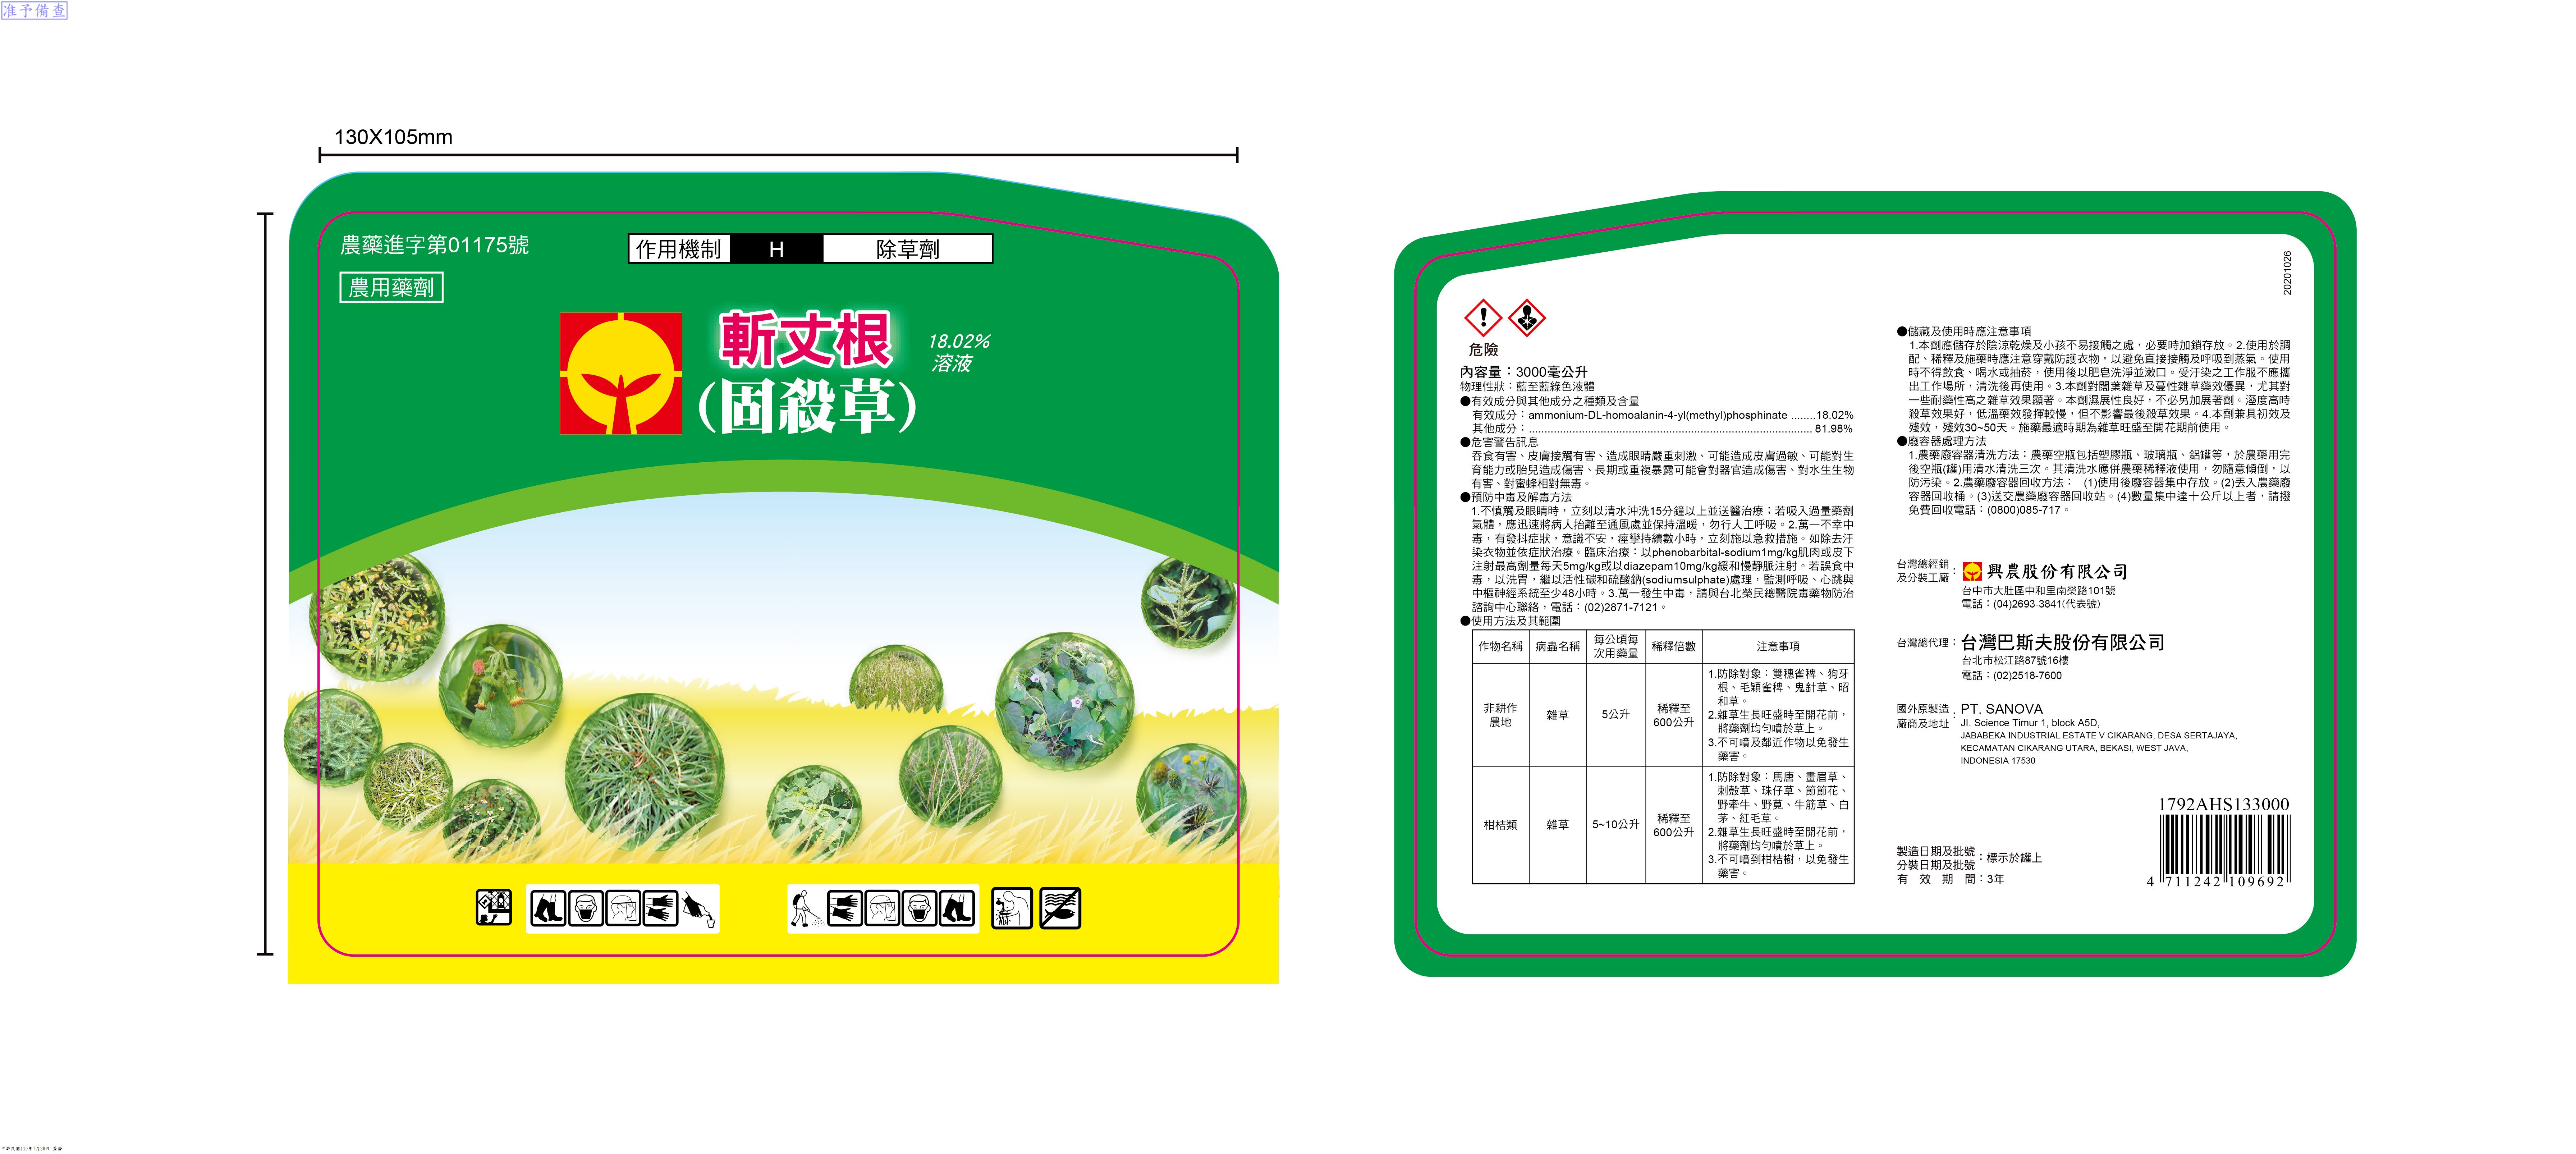 准予備查
130X105mm
農藥進字第01175號
農用藥劑
作用機制 H 除草劑
斬丈根
(固殺草)
18.02%
溶液
20201026
危險
內容量：3000毫公升
物理性狀：藍至藍綠色液體
●有效成分與其他成分之種類及含量
有效成分：ammonium-DL-homoalanin-4-yl(methyl)phosphinate ........18.02%
其他成分：............................................................................................. 81.98%
●危害警告訊息
吞食有害、皮膚接觸有害、造成眼睛嚴重刺激、可能造成皮膚過敏、可能對生
育能力或胎兒造成傷害、長期或重複暴露可能會對器官造成傷害、對水生生物
有害、對蜜蜂相對無毒。
●預防中毒及解毒方法
1.不慎觸及眼睛時，立刻以清水沖洗15分鐘以上並送醫治療；若吸入過量藥劑
氣體，應迅速將病人抬離至通風處並保持溫暖，勿行人工呼吸。2.萬一不幸中
毒，有發抖症狀，意識不安，痙攣持續數小時，立刻施以急救措施。如除去汙
染衣物並依症狀治療。臨床治療：以phenobarbital-sodium1mg/kg肌肉或皮下
注射最高劑量每天5mg/kg或以diazepam10mg/kg緩和慢靜脈注射。若誤食中
毒，以洗胃，繼以活性碳和硫酸鈉(sodiumsulphate)處理，監測呼吸、心跳與
中樞神經系統至少48小時。3.萬一發生中毒，請與台北榮民總醫院毒藥物防治
諮詢中心聯絡，電話：(02)2871-7121。
●使用方法及其範圍
作物名稱 病蟲名稱 每公頃每次用藥量 稀釋倍數 注意事項
非耕作農地 雜草 5公升 稀釋至600公升
1.防除對象：雙穗雀稗、狗牙
根、毛穎雀稗、鬼針草、昭
和草。
2.雜草生長旺盛時至開花前，
將藥劑均勻噴於草上。
3.不可噴及鄰近作物以免發生
藥害。
柑桔類 雜草 5~10公升 稀釋至600公升
1.防除對象：馬唐、畫眉草、
刺殼草、珠仔草、節節花、
野牽牛、野莧、牛筋草、白
茅、紅毛草。
2.雜草生長旺盛時至開花前，
將藥劑均勻噴於草上。
3.不可噴到柑桔樹，以免發生
藥害。
●儲藏及使用時應注意事項
1.本劑應儲存於陰涼乾燥及小孩不易接觸之處，必要時加鎖存放。2.使用於調
配、稀釋及施藥時應注意穿戴防護衣物，以避免直接接觸及呼吸到蒸氣。使用
時不得飲食、喝水或抽菸，使用後以肥皂洗淨並漱口。受汙染之工作服不應攜
出工作場所，清洗後再使用。3.本劑對闊葉雜草及蔓性雜草藥效優異，尤其對
一些耐藥性高之雜草效果顯著。本劑濕展性良好，不必另加展著劑。溼度高時
殺草效果好，低溫藥效發揮較慢，但不影響最後殺草效果。4.本劑兼具初效及
殘效，殘效30~50天。施藥最適時期為雜草旺盛至開花期前使用。
●廢容器處理方法
1.農藥廢容器清洗方法：農藥空瓶包括塑膠瓶、玻璃瓶、鋁罐等，於農藥用完
後空瓶(罐)用清水清洗三次。其清洗水應併農藥稀釋液使用，勿隨意傾倒，以
防污染。2.農藥廢容器回收方法： (1)使用後廢容器集中存放。(2)丟入農藥廢
容器回收桶。(3)送交農藥廢容器回收站。(4)數量集中達十公斤以上者，請撥
免費回收電話：(0800)085-717。
台灣總經銷及分裝工廠：興農股份有限公司
台中市大肚區中和里南榮路101號
電話：(04)2693-3841(代表號)
台灣總代理：台灣巴斯夫股份有限公司
台北市松江路87號16樓
電話：(02)2518-7600
國外原製造廠商及地址：PT. SANOVA
JI. Science Timur 1, block A5D,
JABABEKA INDUSTRIAL ESTATE V CIKARANG, DESA SERTAJAYA,
KECAMATAN CIKARANG UTARA, BEKASI, WEST JAVA,
INDONESIA 17530
1792AHS133000
4 711242 109692
製造日期及批號
分裝日期及批號：標示於罐上
有 效 期 間：3年